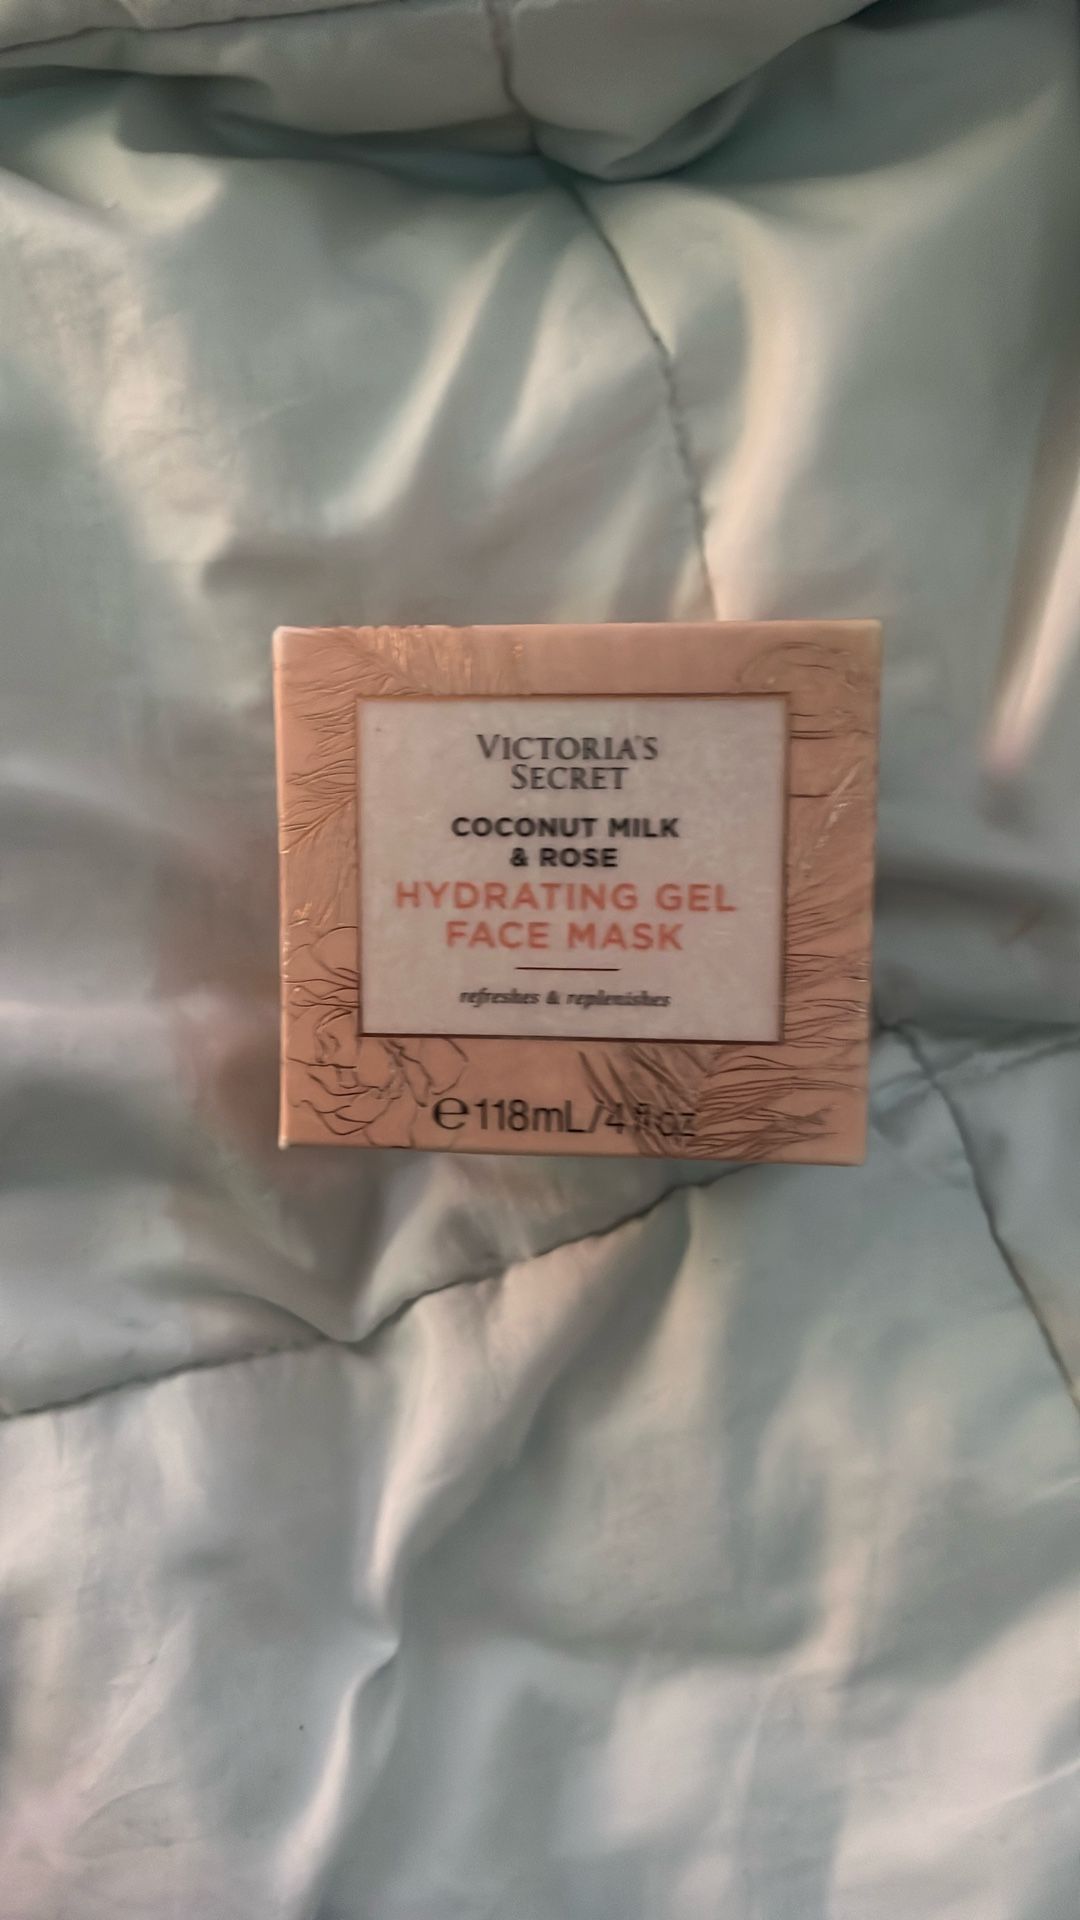 VICTORIA'S
SECRET
COCONUT MILK
& ROSE
HYDRATING GEL
FACE MASK
refreshes & replenishes
℮118mL/4 fl oz